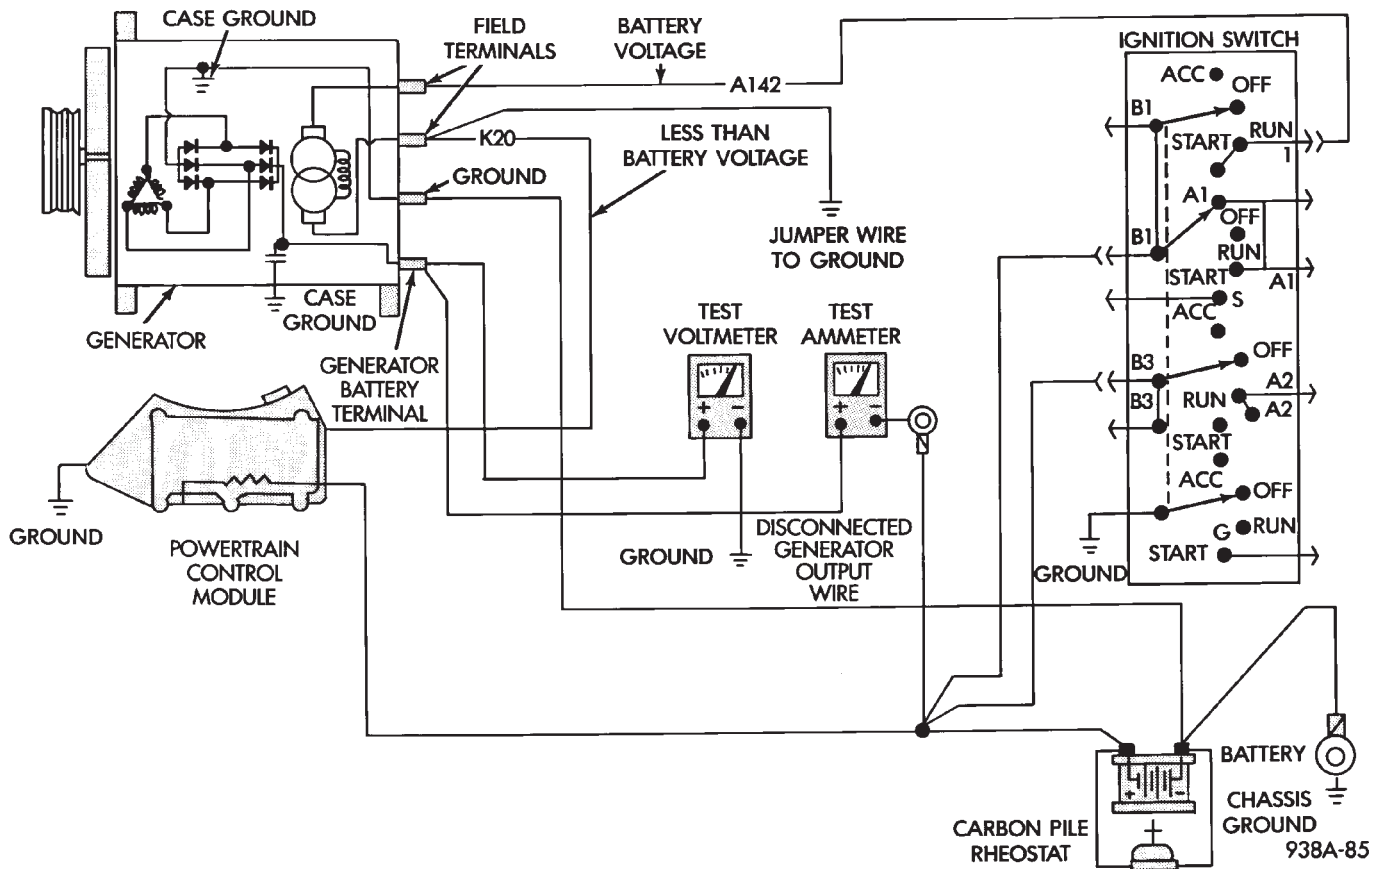 CASE GROUND
FIELD
TERMINALS
BATTERY
VOLTAGE
A142
K20
LESS THAN
BATTERY VOLTAGE
GROUND
JUMPER WIRE
TO GROUND
CASE
GROUND
GENERATOR
GENERATOR
BATTERY
TERMINAL
TEST
VOLTMETER
+ −
TEST
AMMETER
+ −
GROUND
POWERTRAIN
CONTROL
MODULE
GROUND
DISCONNECTED
GENERATOR
OUTPUT
WIRE
IGNITION SWITCH
ACC
OFF
B1
START
RUN
1
A1
OFF
B1
RUN
START
A1
S
ACC
B3
OFF
B3
RUN
A2
A2
START
ACC
OFF
G
RUN
START
GROUND
BATTERY
+ −
CHASSIS
GROUND
CARBON PILE
RHEOSTAT
938A-85